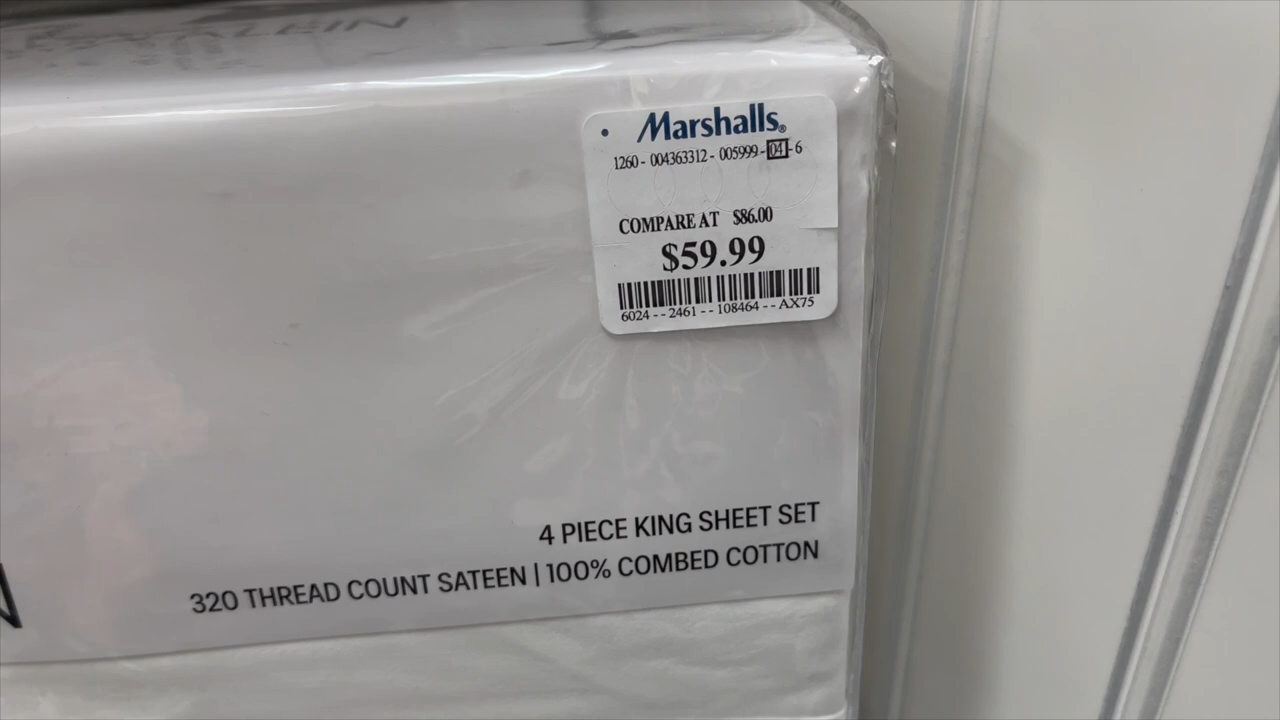 Marshalls®
1260 - 004363312 - 005999 - 04 - 6
COMPARE AT $86.00
$59.99
6024 - - 2461 - - 108464 - - AX75
4 PIECE KING SHEET SET
320 THREAD COUNT SATEEN | 100% COMBED COTTON